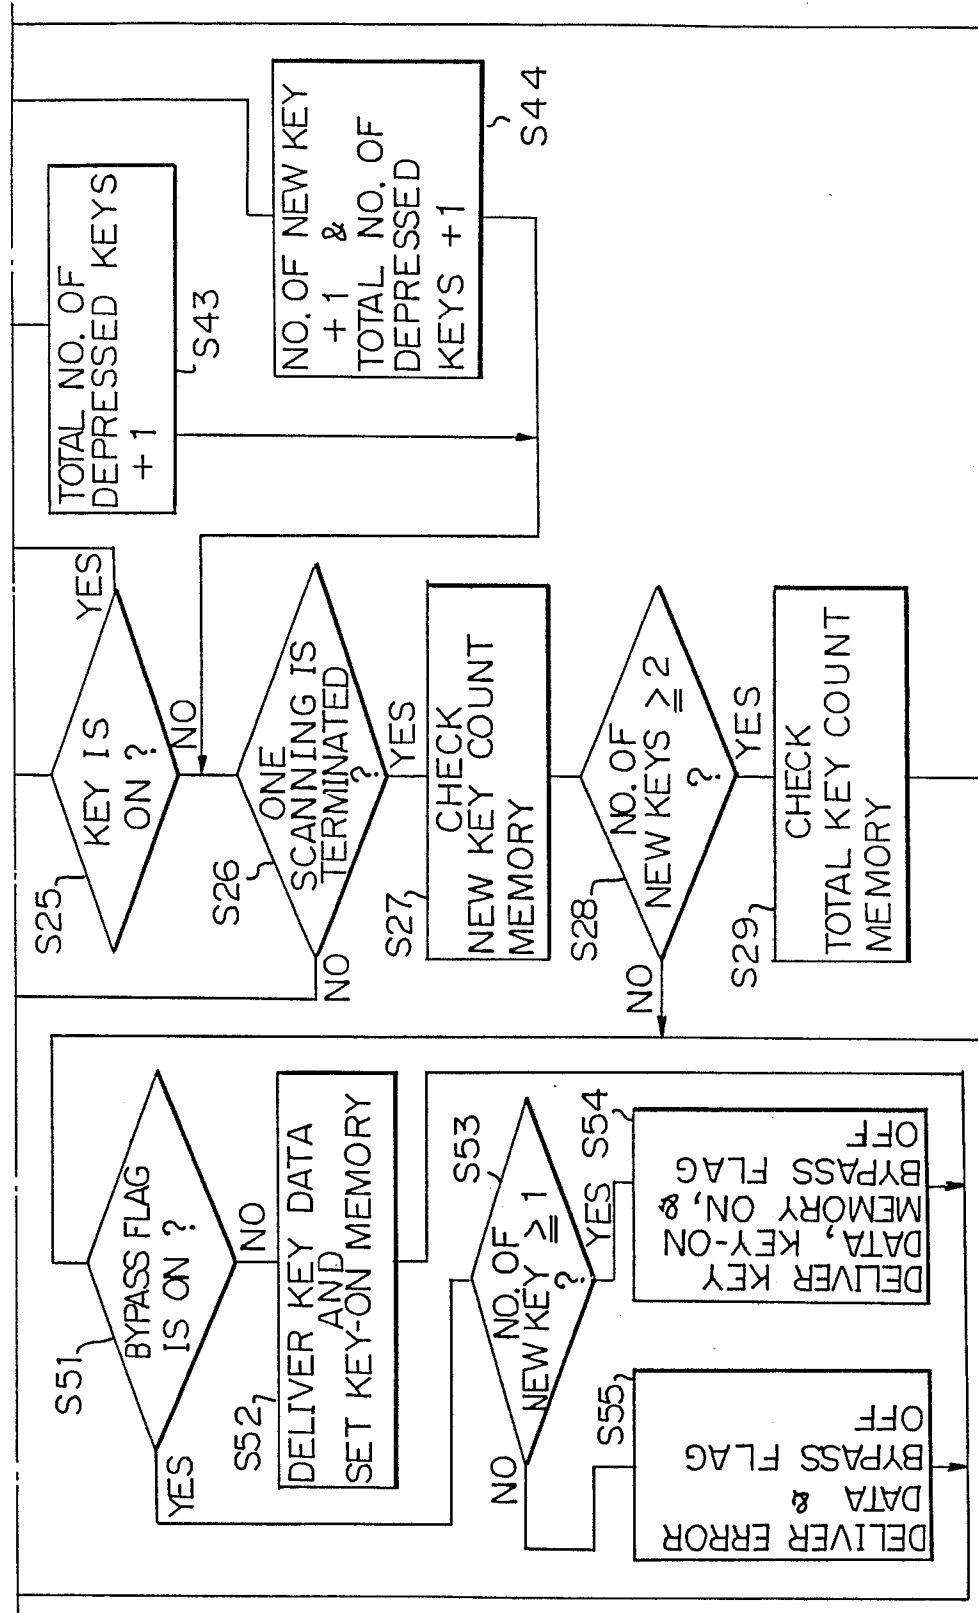 S25
KEY IS
ON ?
YES
NO
S26
ONE
SCANNING IS
TERMINATED
?
NO
YES
S27
CHECK
NEW KEY COUNT
MEMORY
S28
NO. OF
NEW KEYS ≧ 2
?
NO
YES
S29
CHECK
TOTAL KEY COUNT
MEMORY
TOTAL NO. OF
DEPRESSED KEYS
+ 1
S43
NO. OF NEW KEY
+ 1 &
TOTAL NO. OF
DEPRESSED
KEYS +1
S44
S51
BYPASS FLAG
IS ON ?
YES
NO
S52
DELIVER KEY DATA
AND
SET KEY-ON MEMORY
S53
NO. OF
NEW KEY ≧ 1
?
NO
YES
S54
DELIVER KEY
DATA, KEY-ON
MEMORY ON, &
BYPASS FLAG
OFF
S55
DELIVER ERROR
DATA &
BYPASS FLAG
OFF